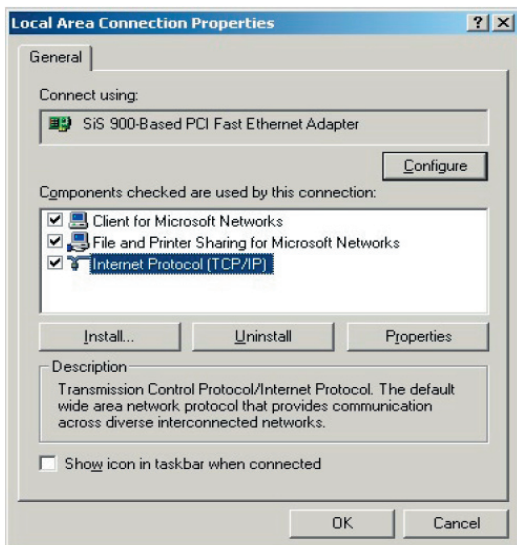 Local Area Connection Properties
General
Connect using:
SiS 900-Based PCI Fast Ethernet Adapter
Configure
Components checked are used by this connection:
Client for Microsoft Networks
File and Printer Sharing for Microsoft Networks
Internet Protocol (TCP/IP)
Install... Uninstall Properties
Description
Transmission Control Protocol/Internet Protocol. The default
wide area network protocol that provides communication
across diverse interconnected networks.
Show icon in taskbar when connected
OK Cancel